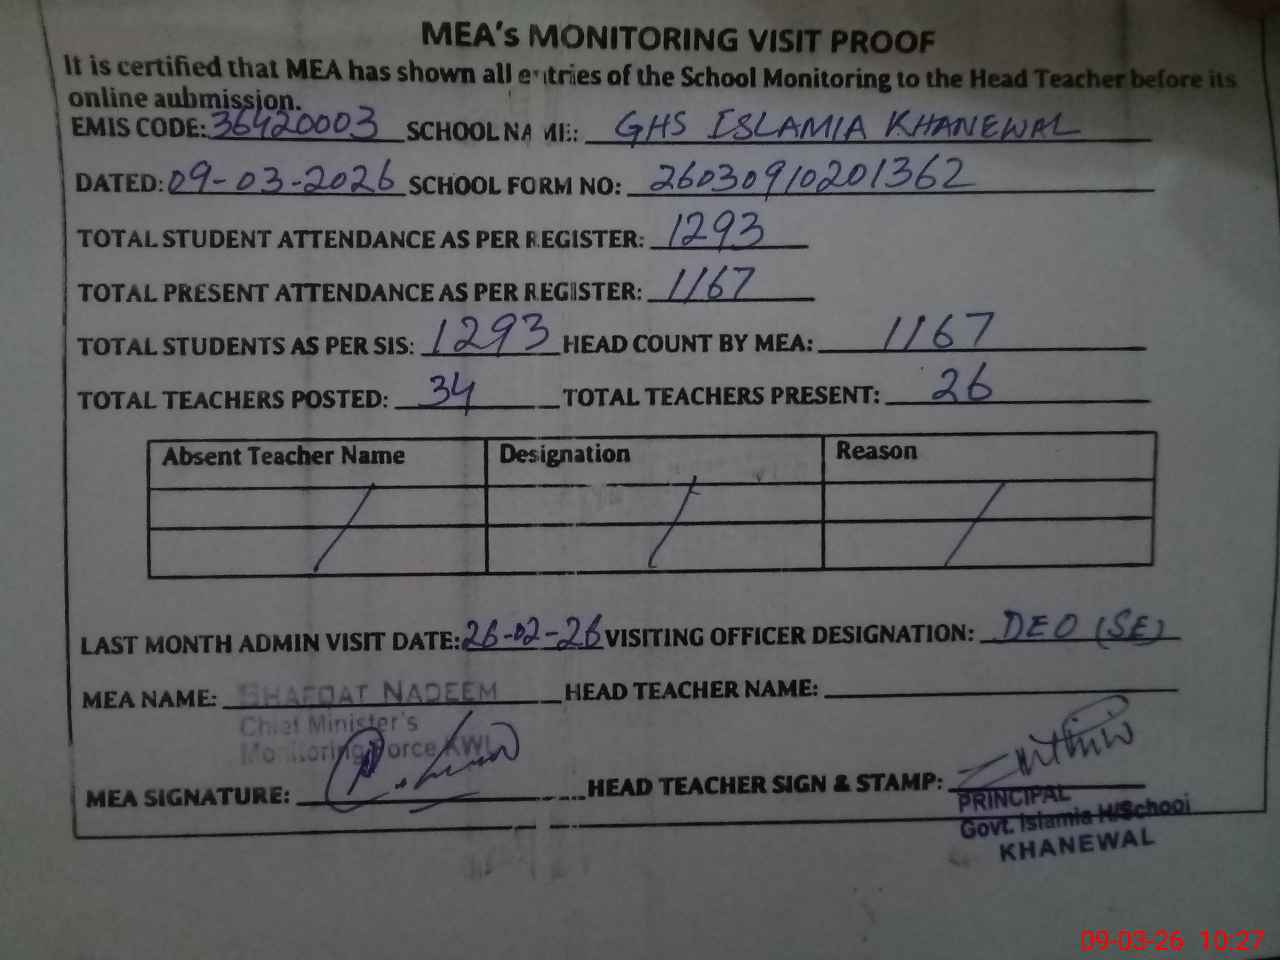 MEA's MONITORING VISIT PROOF
It is certified that MEA has shown all entries of the School Monitoring to the Head Teacher before its
online aubmission.
EMIS CODE: 36420003 SCHOOL NAME: GHS ISLAMIA KHANEWAL
DATED: 09-03-2026 SCHOOL FORM NO: 26030910201362
TOTAL STUDENT ATTENDANCE AS PER REGISTER: 1293
TOTAL PRESENT ATTENDANCE AS PER REGISTER: 1167
TOTAL STUDENTS AS PER SIS: 1293 HEAD COUNT BY MEA: 1167
TOTAL TEACHERS POSTED: 34 TOTAL TEACHERS PRESENT: 26
Absent Teacher Name Designation Reason
LAST MONTH ADMIN VISIT DATE: 26-02-26 VISITING OFFICER DESIGNATION: DEO (SE)
MEA NAME: SHAFQAT NADEEM HEAD TEACHER NAME:
Chief Minister's
Monitoring Force KWL
MEA SIGNATURE: HEAD TEACHER SIGN & STAMP:
PRINCIPAL
Govt. Islamia H/School
KHANEWAL
09-03-26 10:27